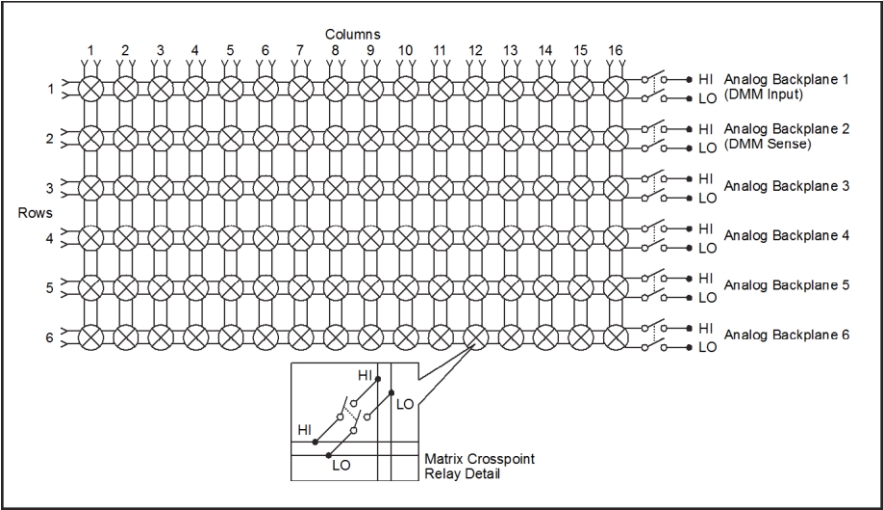 Columns
1 2 3 4 5 6 7 8 9 10 11 12 13 14 15 16
1
HI Analog Backplane 1
LO (DMM Input)
2
HI Analog Backplane 2
LO (DMM Sense)
3
HI
Analog Backplane 3
LO
Rows
4
HI
Analog Backplane 4
LO
5
HI
Analog Backplane 5
LO
6
HI
Analog Backplane 6
LO
HI
LO
HI
LO
Matrix Crosspoint
Relay Detail